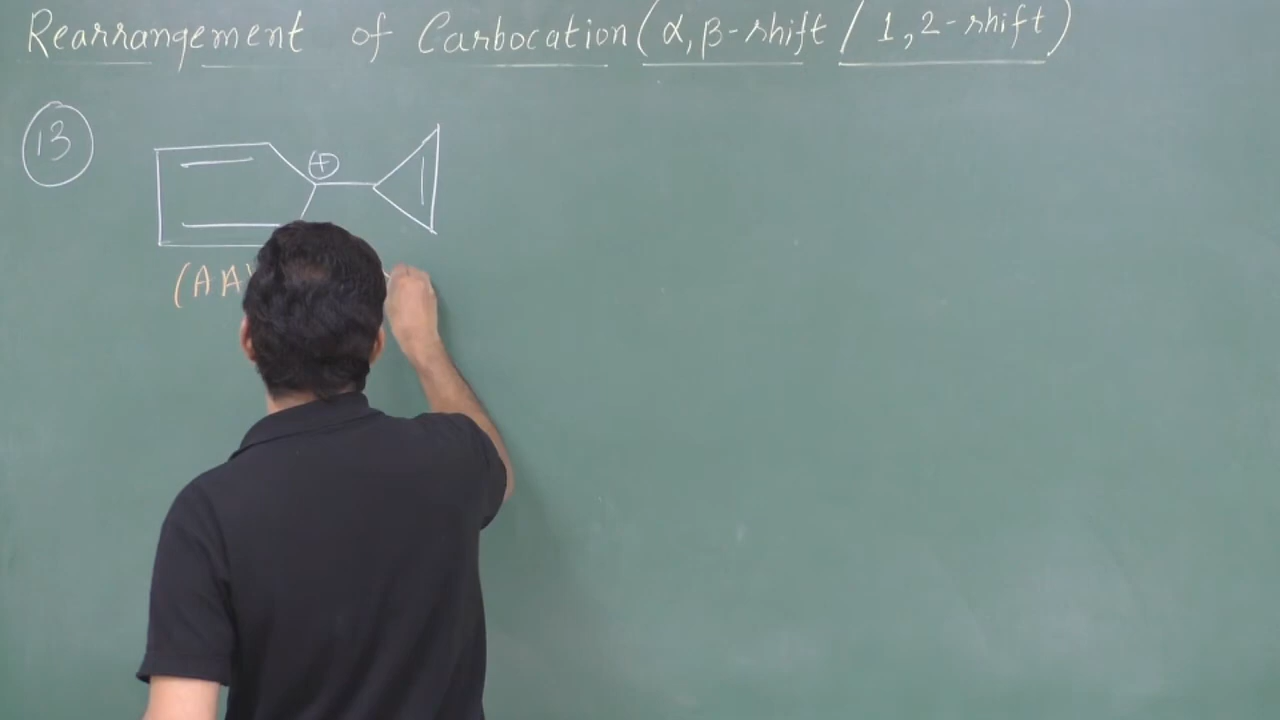 Rearrangement of Carbocation (α,β-shift / 1,2-shift)
13
⊕
(AA)